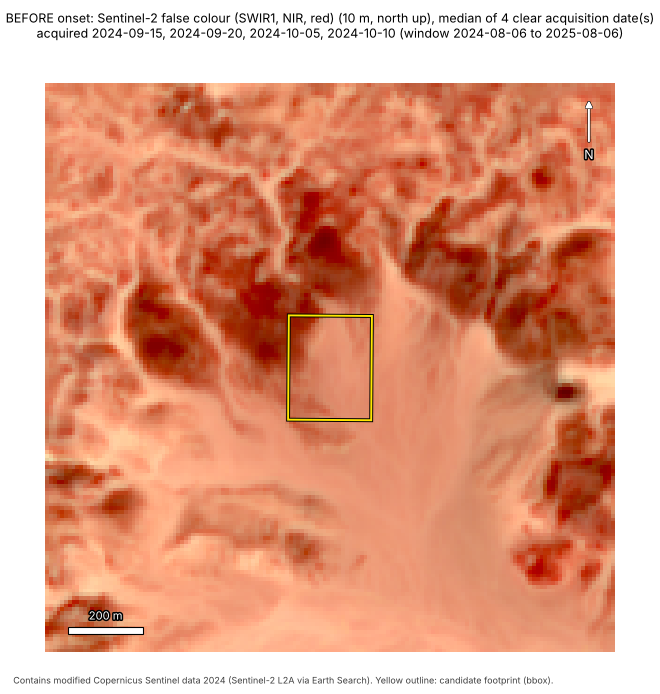 BEFORE onset: Sentinel-2 false colour (SWIR1, NIR, red) (10 m, north up), median of 4 clear acquisition date(s)
acquired 2024-09-15, 2024-09-20, 2024-10-05, 2024-10-10 (window 2024-08-06 to 2025-08-06)
N
200 m
Contains modified Copernicus Sentinel data 2024 (Sentinel-2 L2A via Earth Search). Yellow outline: candidate footprint (bbox).